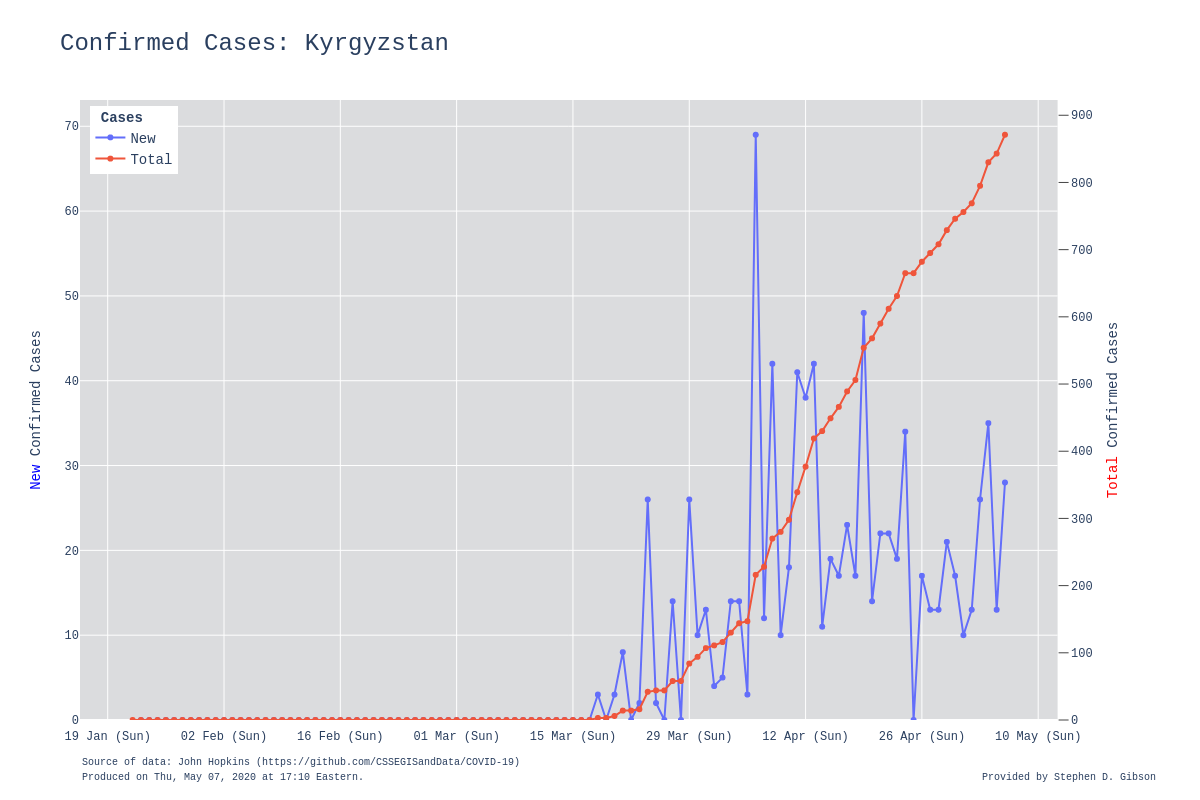 Confirmed Cases: Kyrgyzstan
Cases
New
Total
70
60
50
40
30
20
10
0
New Confirmed Cases
900
800
700
600
500
400
300
200
100
0
Total Confirmed Cases
19 Jan (Sun) 02 Feb (Sun) 16 Feb (Sun) 01 Mar (Sun) 15 Mar (Sun) 29 Mar (Sun) 12 Apr (Sun) 26 Apr (Sun) 10 May (Sun)
Source of data: John Hopkins (https://github.com/CSSEGISandData/COVID-19)
Produced on Thu, May 07, 2020 at 17:10 Eastern.
Provided by Stephen D. Gibson